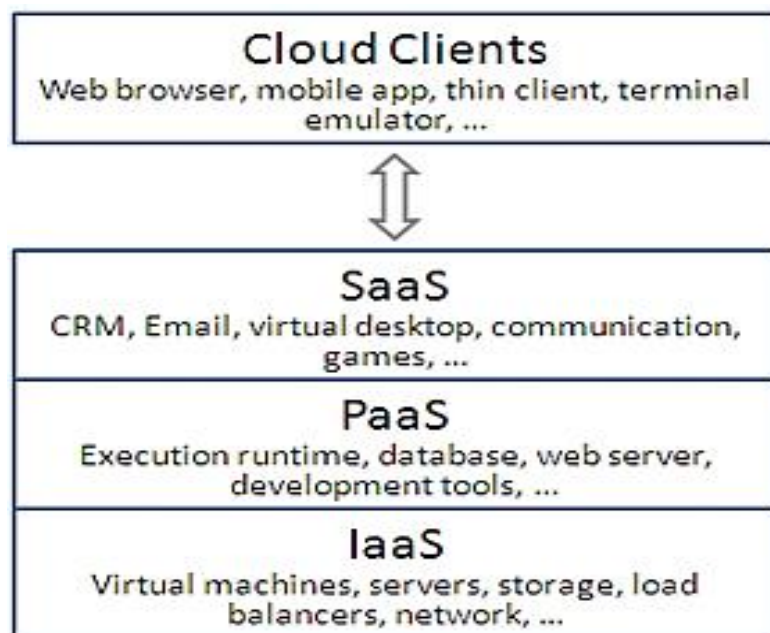 Cloud Clients
Web browser, mobile app, thin client, terminal
emulator, ...
SaaS
CRM, Email, virtual desktop, communication,
games, ...
PaaS
Execution runtime, database, web server,
development tools, ...
IaaS
Virtual machines, servers, storage, load
balancers, network, ...